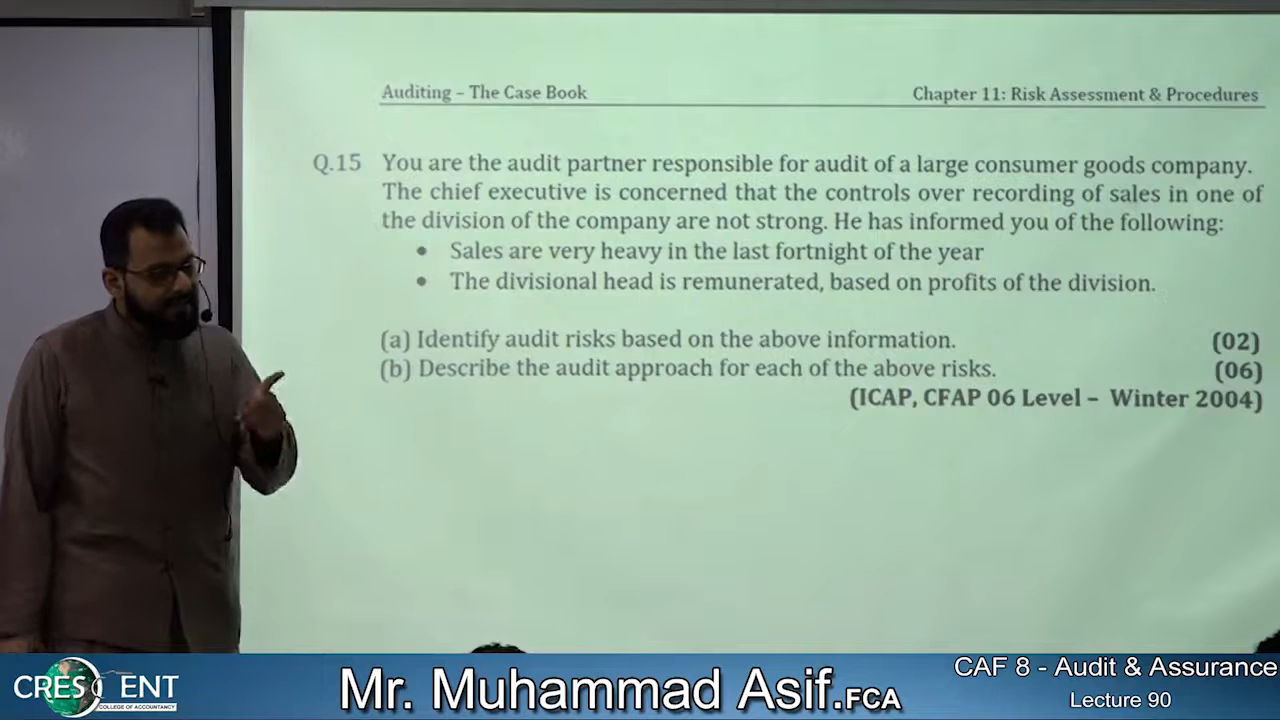 Auditing – The Case Book
Chapter 11: Risk Assessment & Procedures
Q.15 You are the audit partner responsible for audit of a large consumer goods company.
The chief executive is concerned that the controls over recording of sales in one of
the division of the company are not strong. He has informed you of the following:
• Sales are very heavy in the last fortnight of the year
• The divisional head is remunerated, based on profits of the division.
(a) Identify audit risks based on the above information. (02)
(b) Describe the audit approach for each of the above risks. (06)
(ICAP, CFAP 06 Level – Winter 2004)
CRESCENT
COLLEGE OF ACCOUNTANCY
Mr. Muhammad Asif.FCA
CAF 8 - Audit & Assurance
Lecture 90